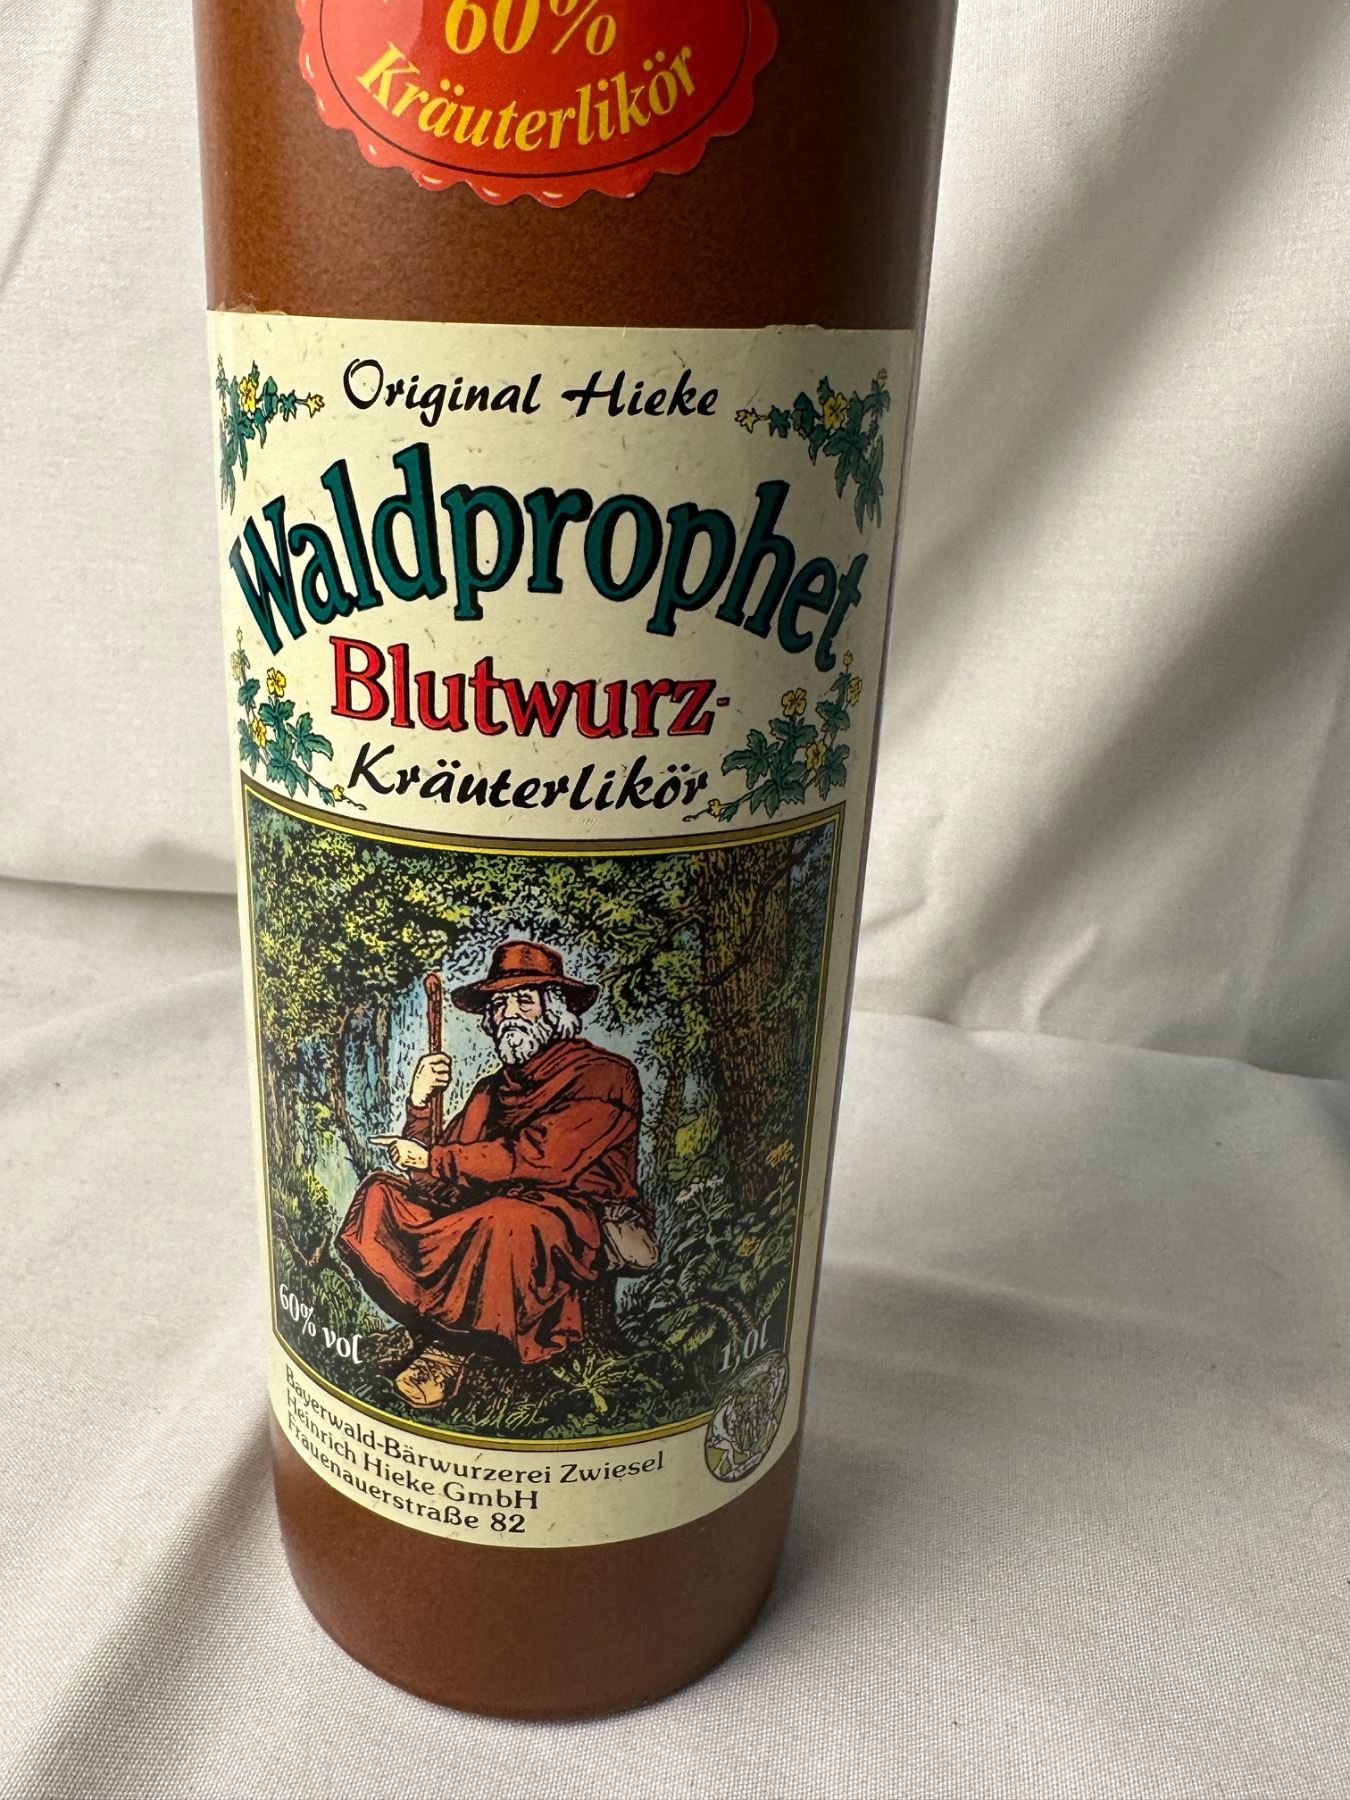 60%
Kräuterlikör
Original Hieke
Waldprophet
Blutwurz-
Kräuterlikör
60% vol
1,0l
Bayerwald-Bärwurzerei Zwiesel
Heinrich Hieke GmbH
Frauenauerstraße 82